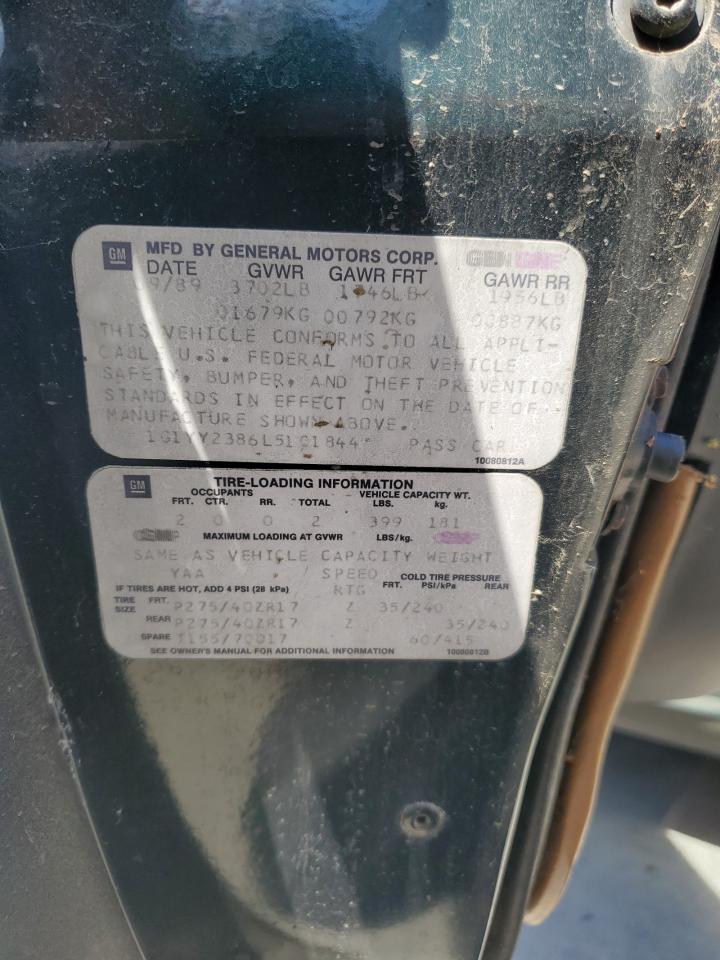 GM MFD BY GENERAL MOTORS CORP.
DATE GVWR GAWR FRT GAWR RR
9/89 3702LB 1746LB 1956LB
01679KG 00792KG 00887KG
THIS VEHICLE CONFORMS TO ALL APPLI-
CABLE U.S. FEDERAL MOTOR VEHICLE
SAFETY, BUMPER, AND THEFT PREVENTION
STANDARDS IN EFFECT ON THE DATE OF
MANUFACTURE SHOWN ABOVE.
PASS CAR
10080812A
GM TIRE-LOADING INFORMATION
OCCUPANTS VEHICLE CAPACITY WT.
FRT. CTR. RR. TOTAL LBS. kg.
2 0 0 2 399 181
MAXIMUM LOADING AT GVWR LBS/kg.
SAME AS VEHICLE CAPACITY WEIGHT
YAA SPEED COLD TIRE PRESSURE
IF TIRES ARE HOT, ADD 4 PSI (28 kPa) RTG FRT. PSI/kPa REAR
TIRE SIZE FRT. P275/40ZR17 Z 35/240
REAR P275/40ZR17 Z 35/240
SPARE T155/70D17 60/415
SEE OWNER'S MANUAL FOR ADDITIONAL INFORMATION 10080812B